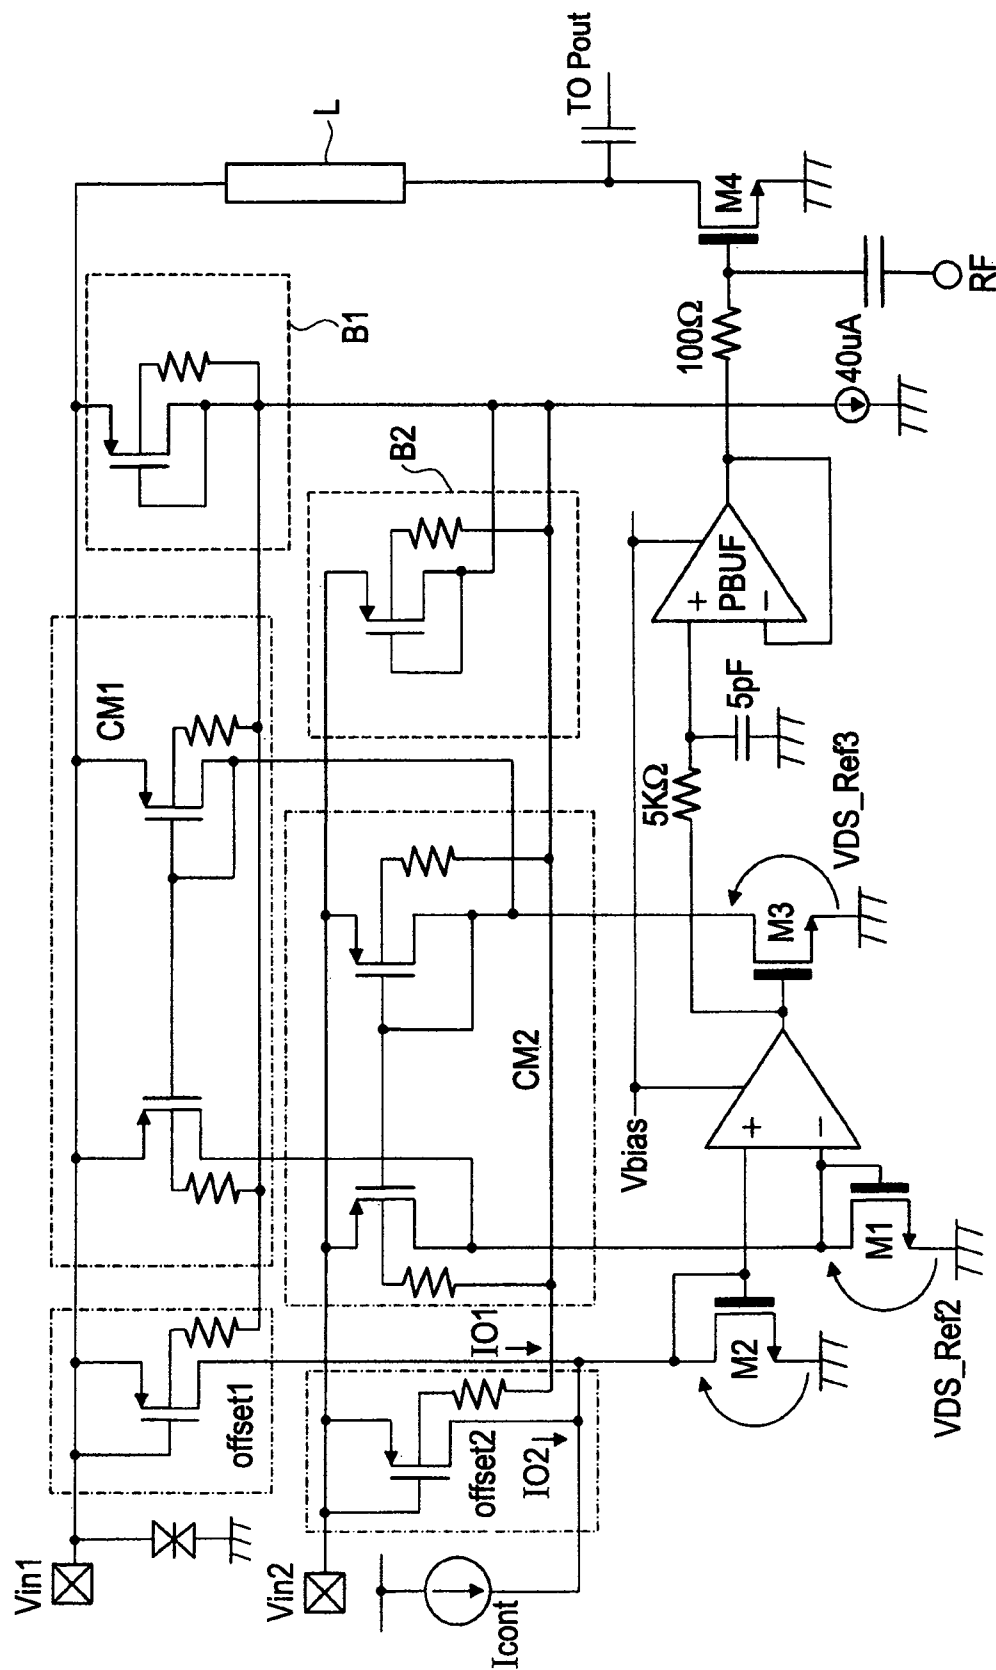 Vin1
offset1
CM1
B1
L
TO Pout
Vin2
Icont
offset2
IO2
IO1
CM2
B2
Vbias
+
−
+
−
PBUF
5KΩ
5pF
100Ω
40uA
M4
RF
M2
M1
VDS_Ref2
M3
VDS_Ref3